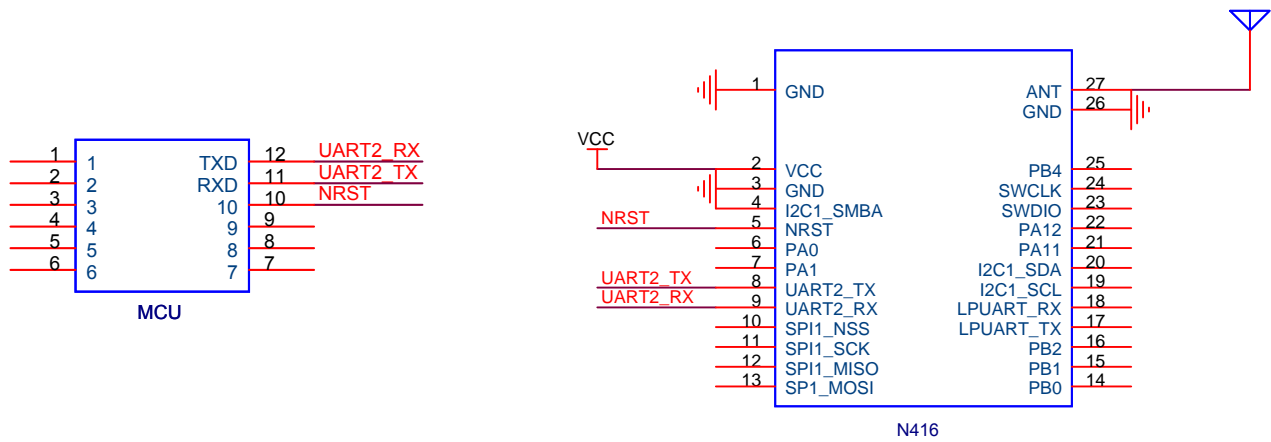 1 GND
ANT 27
GND 26
VCC
1 1 TXD 12 UART2_RX
2 2 RXD 11 UART2_TX
3 3 10 10 NRST
4 4 9 9
5 5 8 8
6 6 7 7
MCU
2 VCC PB4 25
3 GND SWCLK 24
4 I2C1_SMBA SWDIO 23
NRST 5 NRST PA12 22
6 PA0 PA11 21
7 PA1 I2C1_SDA 20
UART2_TX 8 UART2_TX I2C1_SCL 19
UART2_RX 9 UART2_RX LPUART_RX 18
10 SPI1_NSS LPUART_TX 17
11 SPI1_SCK PB2 16
12 SPI1_MISO PB1 15
13 SP1_MOSI PB0 14
N416